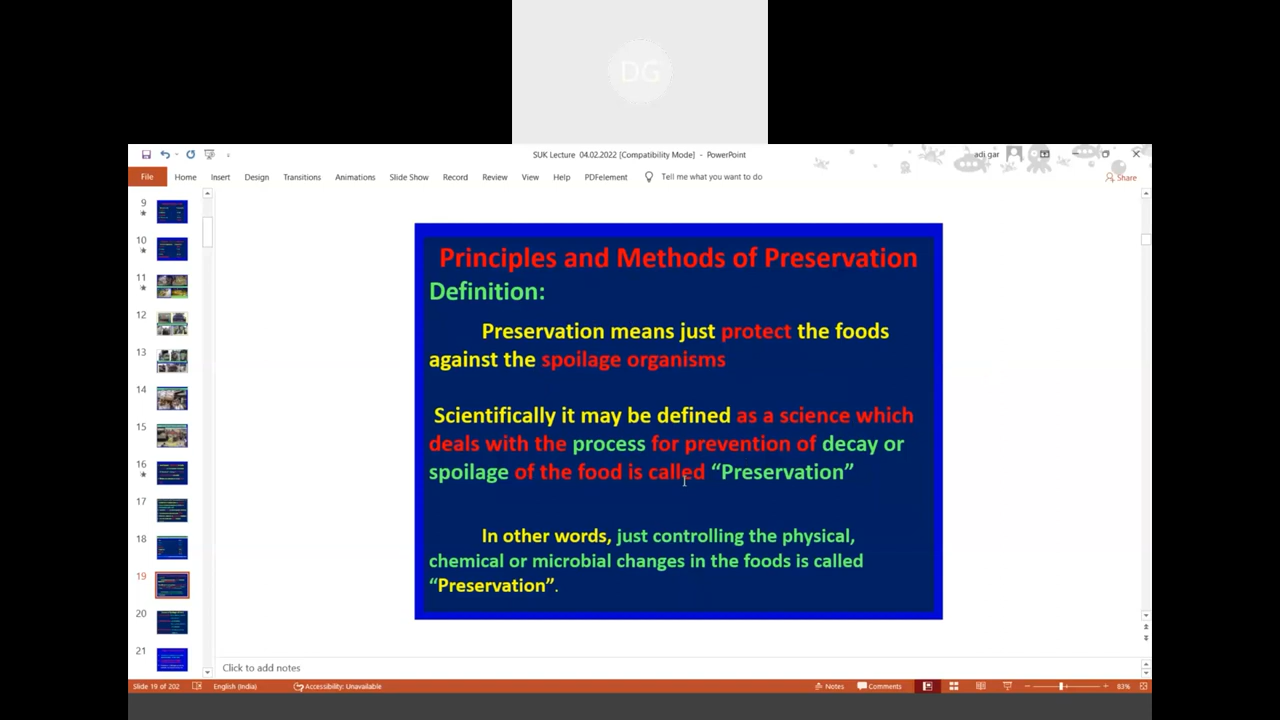 DG
SUK Lecture 04.02.2022 [Compatibility Mode] - PowerPoint
adi gar
File Home Insert Design Transitions Animations Slide Show Record Review View Help PDFelement Tell me what you want to do
Share
9
10
11
12
13
14
15
16
17
18
19
20
21
Principles and Methods of Preservation
Definition:
Preservation means just protect the foods
against the spoilage organisms
Scientifically it may be defined as a science which
deals with the process for prevention of decay or
spoilage of the food is called “Preservation”
In other words, just controlling the physical,
chemical or microbial changes in the foods is called
“Preservation”.
Click to add notes
Slide 19 of 202 English (India) Accessibility: Unavailable Notes Comments 83%